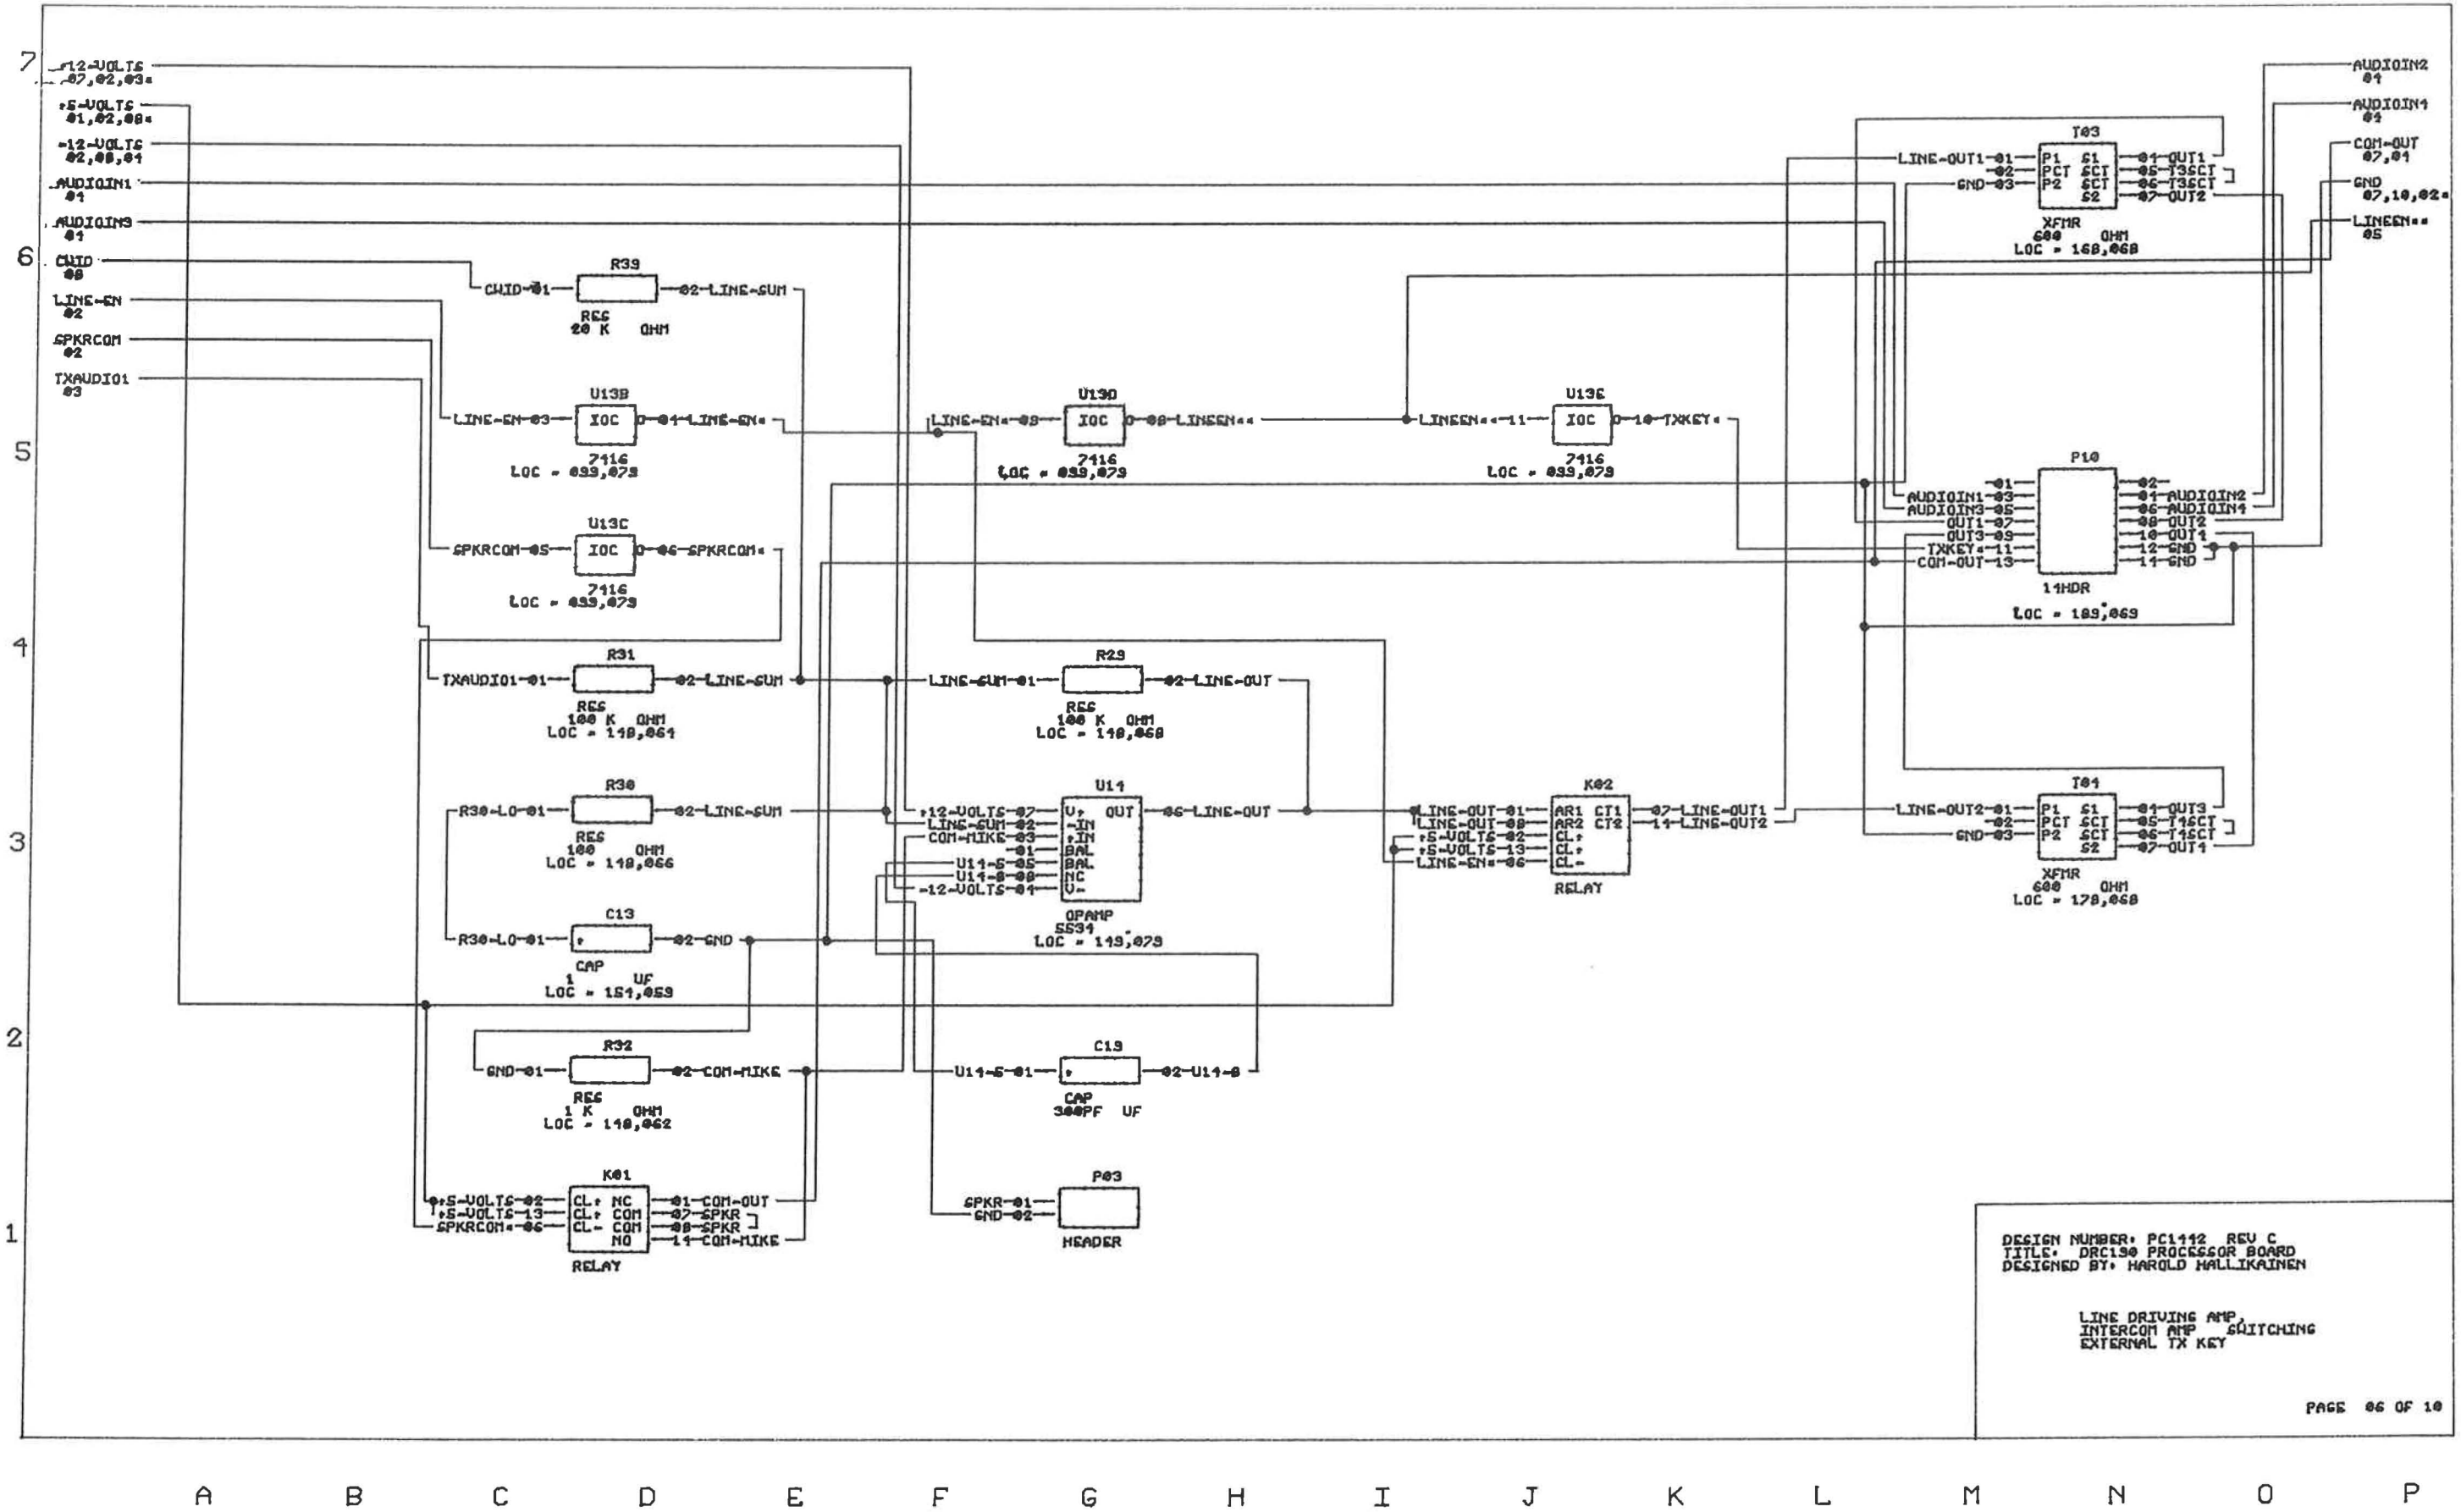 7
6
5
4
3
2
1
+12-VOLTS
07,02,03*
+5-VOLTS
01,02,08*
-12-VOLTS
02,08,04
AUDIOIN1
04
AUDIOIN3
04
CWID
08
LINE-EN
02
SPKRCOM
02
TXAUDIO1
03
AUDIOIN2
04
AUDIOIN4
04
COM-OUT
07,04
GND
07,10,02*
LINEEN**
05
R39
CWID-01
02-LINE-SUM
RES
20 K OHM
U13B
LINE-EN-03
IOC
04-LINE-EN*
7416
LOC = 099,079
U13C
SPKRCOM-05
IOC
06-SPKRCOM*
7416
LOC = 099,079
U13D
LINE-EN*-09
IOC
08-LINEEN**
7416
LOC = 099,079
U13E
LINEEN**-11
IOC
10-TXKEY*
7416
LOC = 099,079
R31
TXAUDIO1-01
02-LINE-SUM
RES
100 K OHM
LOC = 148,064
R29
LINE-SUM-01
02-LINE-OUT
RES
100 K OHM
LOC = 148,068
R30
R30-LO-01
02-LINE-SUM
RES
100 OHM
LOC = 148,066
C13
R30-LO-01
+
02-GND
CAP
1 UF
LOC = 154,059
R32
GND-01
02-COM-MIKE
RES
1 K OHM
LOC = 148,062
K01
+5-VOLTS-02 CL+ NC 01-COM-OUT
+5-VOLTS-13 CL+ COM 07-SPKR
SPKRCOM*-06 CL- COM 08-SPKR
NO 14-COM-MIKE
RELAY
U14
+12-VOLTS-07 V+ OUT 06-LINE-OUT
LINE-SUM-02 -IN
COM-MIKE-03 +IN
01 BAL
U14-5-05 BAL
U14-8-08 NC
-12-VOLTS-04 V-
OPAMP
5534
LOC = 149,079
C19
U14-5-01
+
02-U14-8
CAP
300PF UF
P03
SPKR-01
GND-02
HEADER
K02
LINE-OUT-01 AR1 CT1 07-LINE-OUT1
LINE-OUT-08 AR2 CT2 14-LINE-OUT2
+5-VOLTS-02 CL+
+5-VOLTS-13 CL+
LINE-EN*-06 CL-
RELAY
T03
LINE-OUT1-01 P1 S1 04-OUT1
02 PCT SCT 05-T3SCT
GND-03 P2 SCT 06-T3SCT
S2 07-OUT2
XFMR
600 OHM
LOC = 168,068
P10
01 02
AUDIOIN1-03 04-AUDIOIN2
AUDIOIN3-05 06-AUDIOIN4
OUT1-07 08-OUT2
OUT3-09 10-OUT4
TXKEY*-11 12-GND
COM-OUT-13 14-GND
14HDR
LOC = 189,069
T04
LINE-OUT2-01 P1 S1 04-OUT3
02 PCT SCT 05-T4SCT
GND-03 P2 SCT 06-T4SCT
S2 07-OUT4
XFMR
600 OHM
LOC = 178,068
DESIGN NUMBER: PC1442 REV C
TITLE: DRC190 PROCESSOR BOARD
DESIGNED BY: HAROLD HALLIKAINEN
LINE DRIVING AMP,
INTERCOM AMP SWITCHING
EXTERNAL TX KEY
PAGE 06 OF 10
A B C D E F G H I J K L M N O P